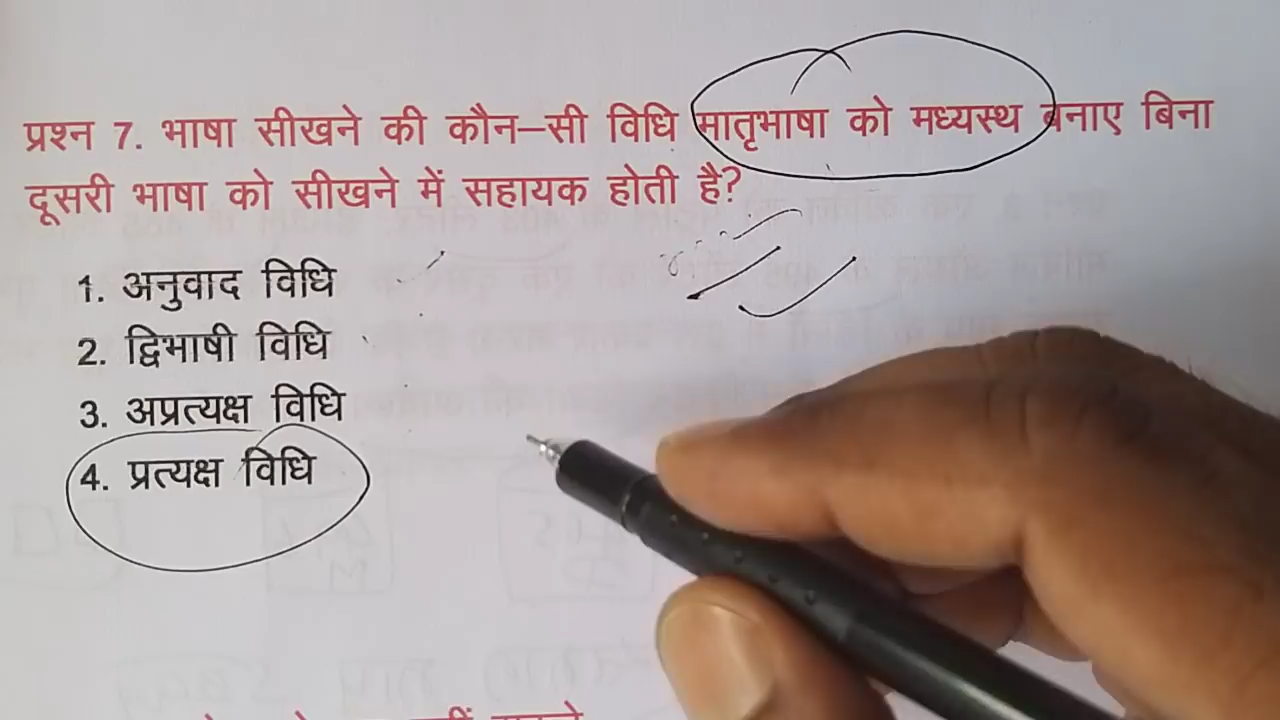 प्रश्न 7. भाषा सीखने की कौन–सी विधि मातृभाषा को मध्यस्थ बनाए बिना
दूसरी भाषा को सीखने में सहायक होती है?
1. अनुवाद विधि
2. द्विभाषी विधि
3. अप्रत्यक्ष विधि
4. प्रत्यक्ष विधि